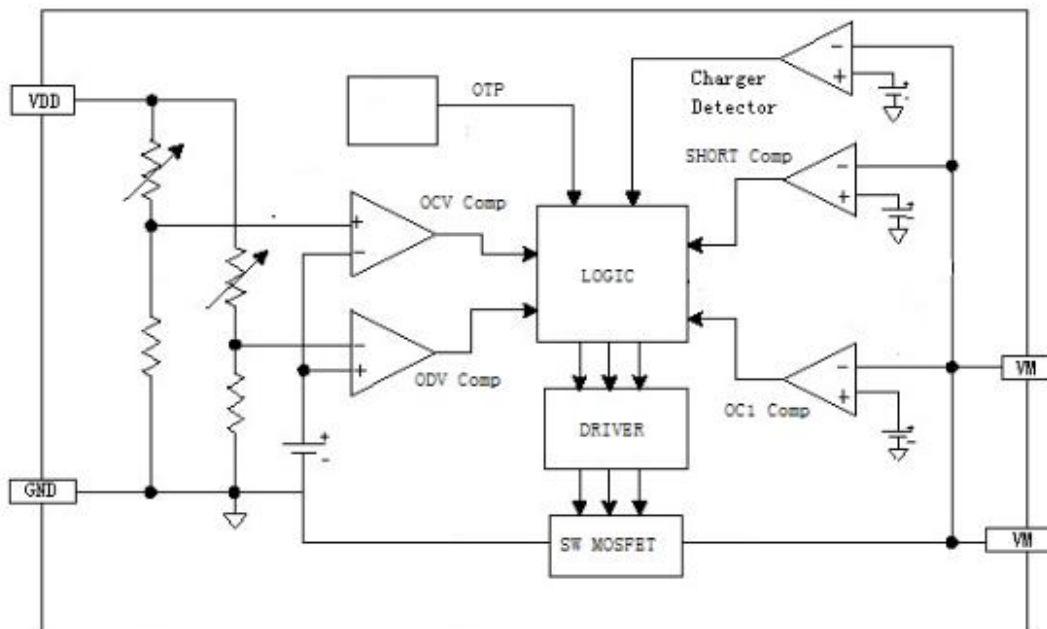 VDD
OTP
Charger
Detector
SHORT Comp
OCV Comp
LOGIC
ODV Comp
OC1 Comp
VM
DRIVER
GND
SW MOSFET
VM